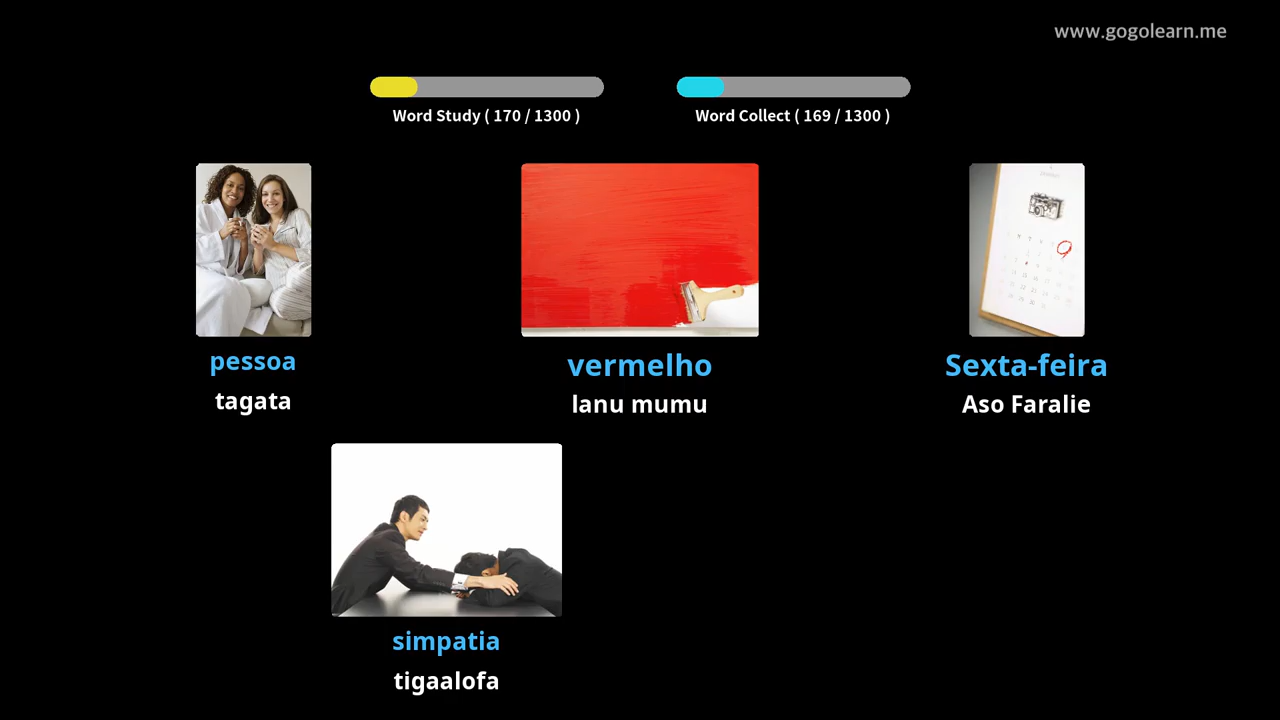 www.gogolearn.me
Word Study ( 170 / 1300 )
Word Collect ( 169 / 1300 )
pessoa
tagata
vermelho
lanu mumu
Sexta-feira
Aso Faralie
simpatia
tigaalofa